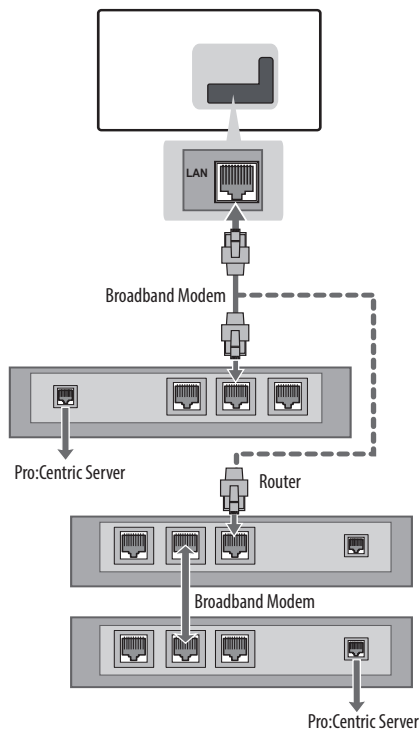 LAN
Broadband Modem
Pro:Centric Server
Router
Broadband Modem
Pro:Centric Server